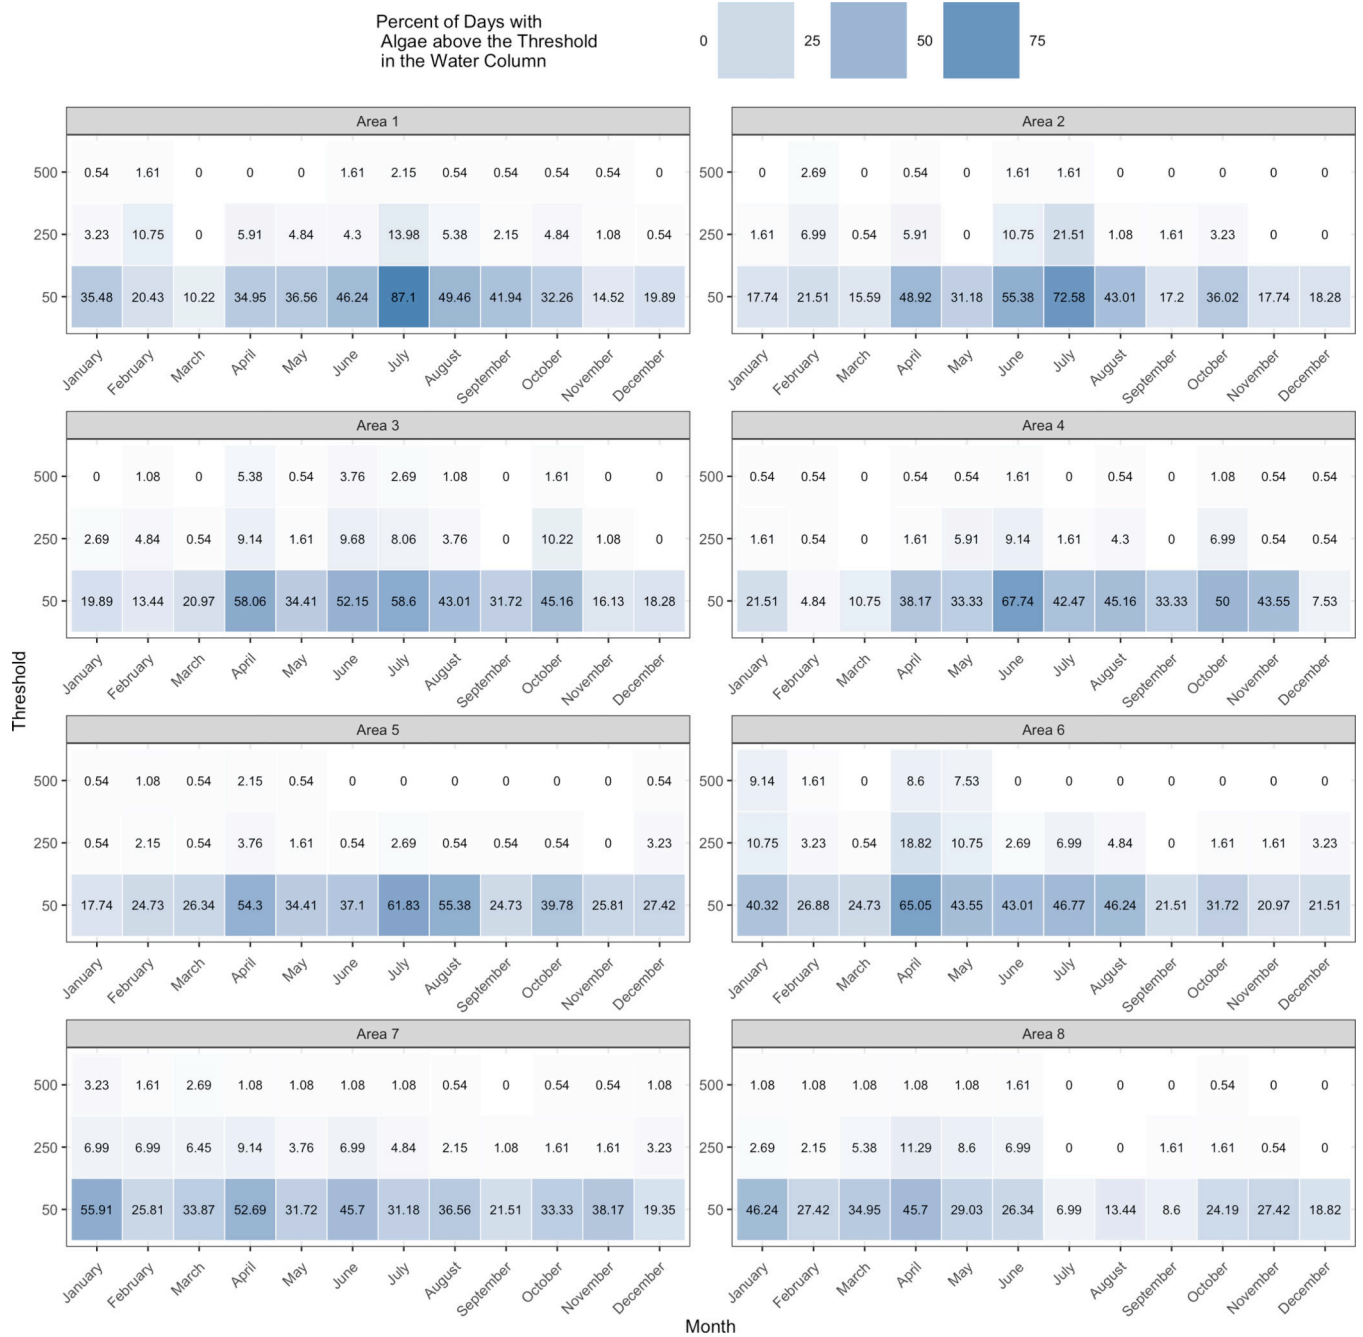 Percent of Days with
Algae above the Threshold
in the Water Column
0 25 50 75
Area 1
500 0.54 1.61 0 0 0 1.61 2.15 0.54 0.54 0.54 0.54 0
250 3.23 10.75 0 5.91 4.84 4.3 13.98 5.38 2.15 4.84 1.08 0.54
50 35.48 20.43 10.22 34.95 36.56 46.24 87.1 49.46 41.94 32.26 14.52 19.89
January February March April May June July August September October November December
Area 2
500 0 2.69 0 0.54 0 1.61 1.61 0 0 0 0 0
250 1.61 6.99 0.54 5.91 0 10.75 21.51 1.08 1.61 3.23 0 0
50 17.74 21.51 15.59 48.92 31.18 55.38 72.58 43.01 17.2 36.02 17.74 18.28
January February March April May June July August September October November December
Area 3
500 0 1.08 0 5.38 0.54 3.76 2.69 1.08 0 1.61 0 0
250 2.69 4.84 0.54 9.14 1.61 9.68 8.06 3.76 0 10.22 1.08 0
50 19.89 13.44 20.97 58.06 34.41 52.15 58.6 43.01 31.72 45.16 16.13 18.28
January February March April May June July August September October November December
Area 4
500 0.54 0.54 0 0.54 0.54 1.61 0 0.54 0 1.08 0.54 0.54
250 1.61 0.54 0 1.61 5.91 9.14 1.61 4.3 0 6.99 0.54 0.54
50 21.51 4.84 10.75 38.17 33.33 67.74 42.47 45.16 33.33 50 43.55 7.53
January February March April May June July August September October November December
Threshold
Area 5
500 0.54 1.08 0.54 2.15 0.54 0 0 0 0 0 0 0.54
250 0.54 2.15 0.54 3.76 1.61 0.54 2.69 0.54 0.54 0.54 0 3.23
50 17.74 24.73 26.34 54.3 34.41 37.1 61.83 55.38 24.73 39.78 25.81 27.42
January February March April May June July August September October November December
Area 6
500 9.14 1.61 0 8.6 7.53 0 0 0 0 0 0 0
250 10.75 3.23 0.54 18.82 10.75 2.69 6.99 4.84 0 1.61 1.61 3.23
50 40.32 26.88 24.73 65.05 43.55 43.01 46.77 46.24 21.51 31.72 20.97 21.51
January February March April May June July August September October November December
Area 7
500 3.23 1.61 2.69 1.08 1.08 1.08 1.08 0.54 0 0.54 0.54 1.08
250 6.99 6.99 6.45 9.14 3.76 6.99 4.84 2.15 1.08 1.61 1.61 3.23
50 55.91 25.81 33.87 52.69 31.72 45.7 31.18 36.56 21.51 33.33 38.17 19.35
January February March April May June July August September October November December
Area 8
500 1.08 1.08 1.08 1.08 1.08 1.61 0 0 0 0.54 0 0
250 2.69 2.15 5.38 11.29 8.6 6.99 0 0 1.61 1.61 0.54 0
50 46.24 27.42 34.95 45.7 29.03 26.34 6.99 13.44 8.6 24.19 27.42 18.82
January February March April May June July August September October November December
Month